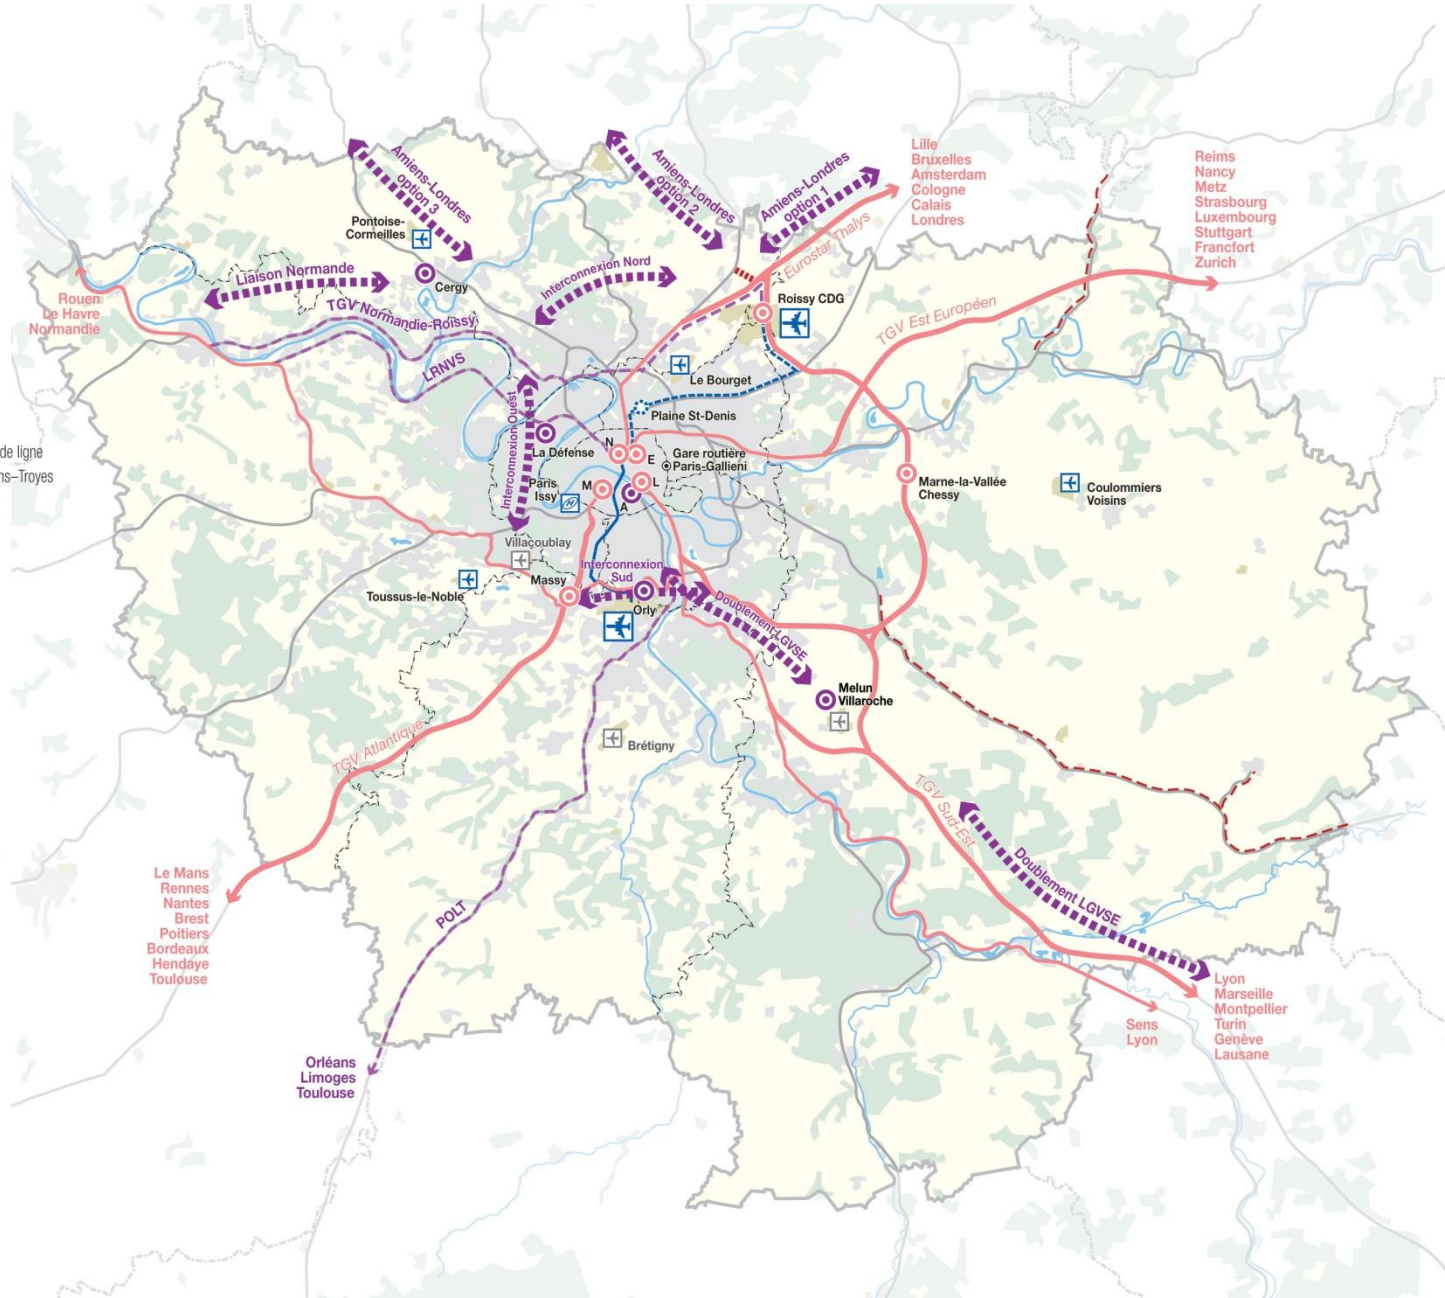 Lille
Bruxelles
Amsterdam
Cologne
Calais
Londres
Reims
Nancy
Metz
Strasbourg
Luxembourg
Stuttgart
Francfort
Zurich
Amiens-Londres
option 3
Amiens-Londres
option 2
Amiens-Londres
option 1
Eurostar Thalys
Pontoise-
Cormeilles
Cergy
Liaison Normande
Interconnexion Nord
Roissy CDG
TGV Est Européen
Rouen
Le Havre
Normandie
TGV Normandie-Roissy
LRNVS
Le Bourget
Plaine St-Denis
Interconnexion Ouest
La Défense
N
E
Gare routière
Paris-Gallieni
de ligne
ns–Troyes
Marne-la-Vallée
Chessy
Coulommiers
Voisins
Paris
Issy
M
L
A
Villacoublay
Interconnexion
Sud
Massy
Toussus-le-Noble
Orly
Doublement LGVSE
Melun
Villaroche
Brétigny
TGV Atlantique
TGV Sud-Est
Doublement LGVSE
POLT
Le Mans
Rennes
Nantes
Brest
Poitiers
Bordeaux
Hendaye
Toulouse
Lyon
Marseille
Montpellier
Turin
Genève
Lausane
Sens
Lyon
Orléans
Limoges
Toulouse